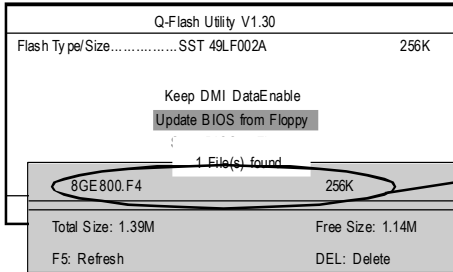 Q-Flash Utility V1.30
Flash Type/Size................SST 49LF002A 256K
Keep DMI DataEnable
Update BIOS from Floppy
1 File(s) found
8GE800.F4 256K
Total Size: 1.39M Free Size: 1.14M
F5: Refresh DEL: Delete